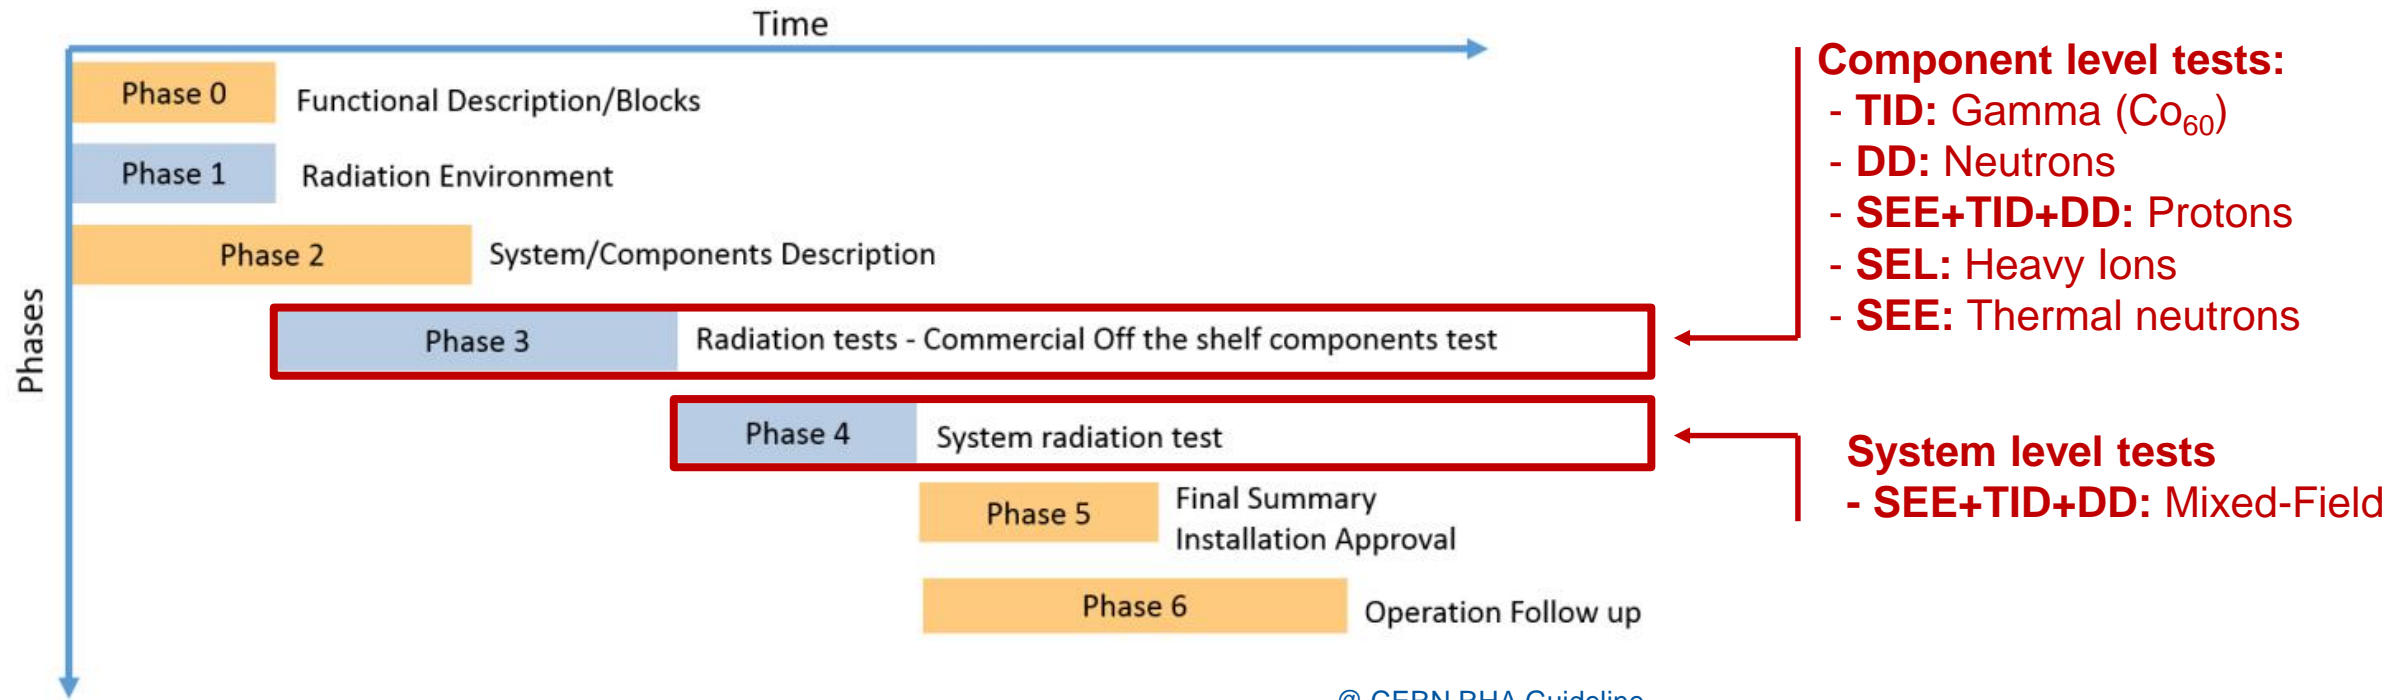 Time
Phases
Phase 0
Functional Description/Blocks
Phase 1
Radiation Environment
Phase 2
System/Components Description
Phase 3
Radiation tests - Commercial Off the shelf components test
Phase 4
System radiation test
Phase 5
Final Summary
Installation Approval
Phase 6
Operation Follow up
Component level tests:
- TID: Gamma (Co₆₀)
- DD: Neutrons
- SEE+TID+DD: Protons
- SEL: Heavy Ions
- SEE: Thermal neutrons
System level tests
- SEE+TID+DD: Mixed-Field
@ CERN RHA Guideline